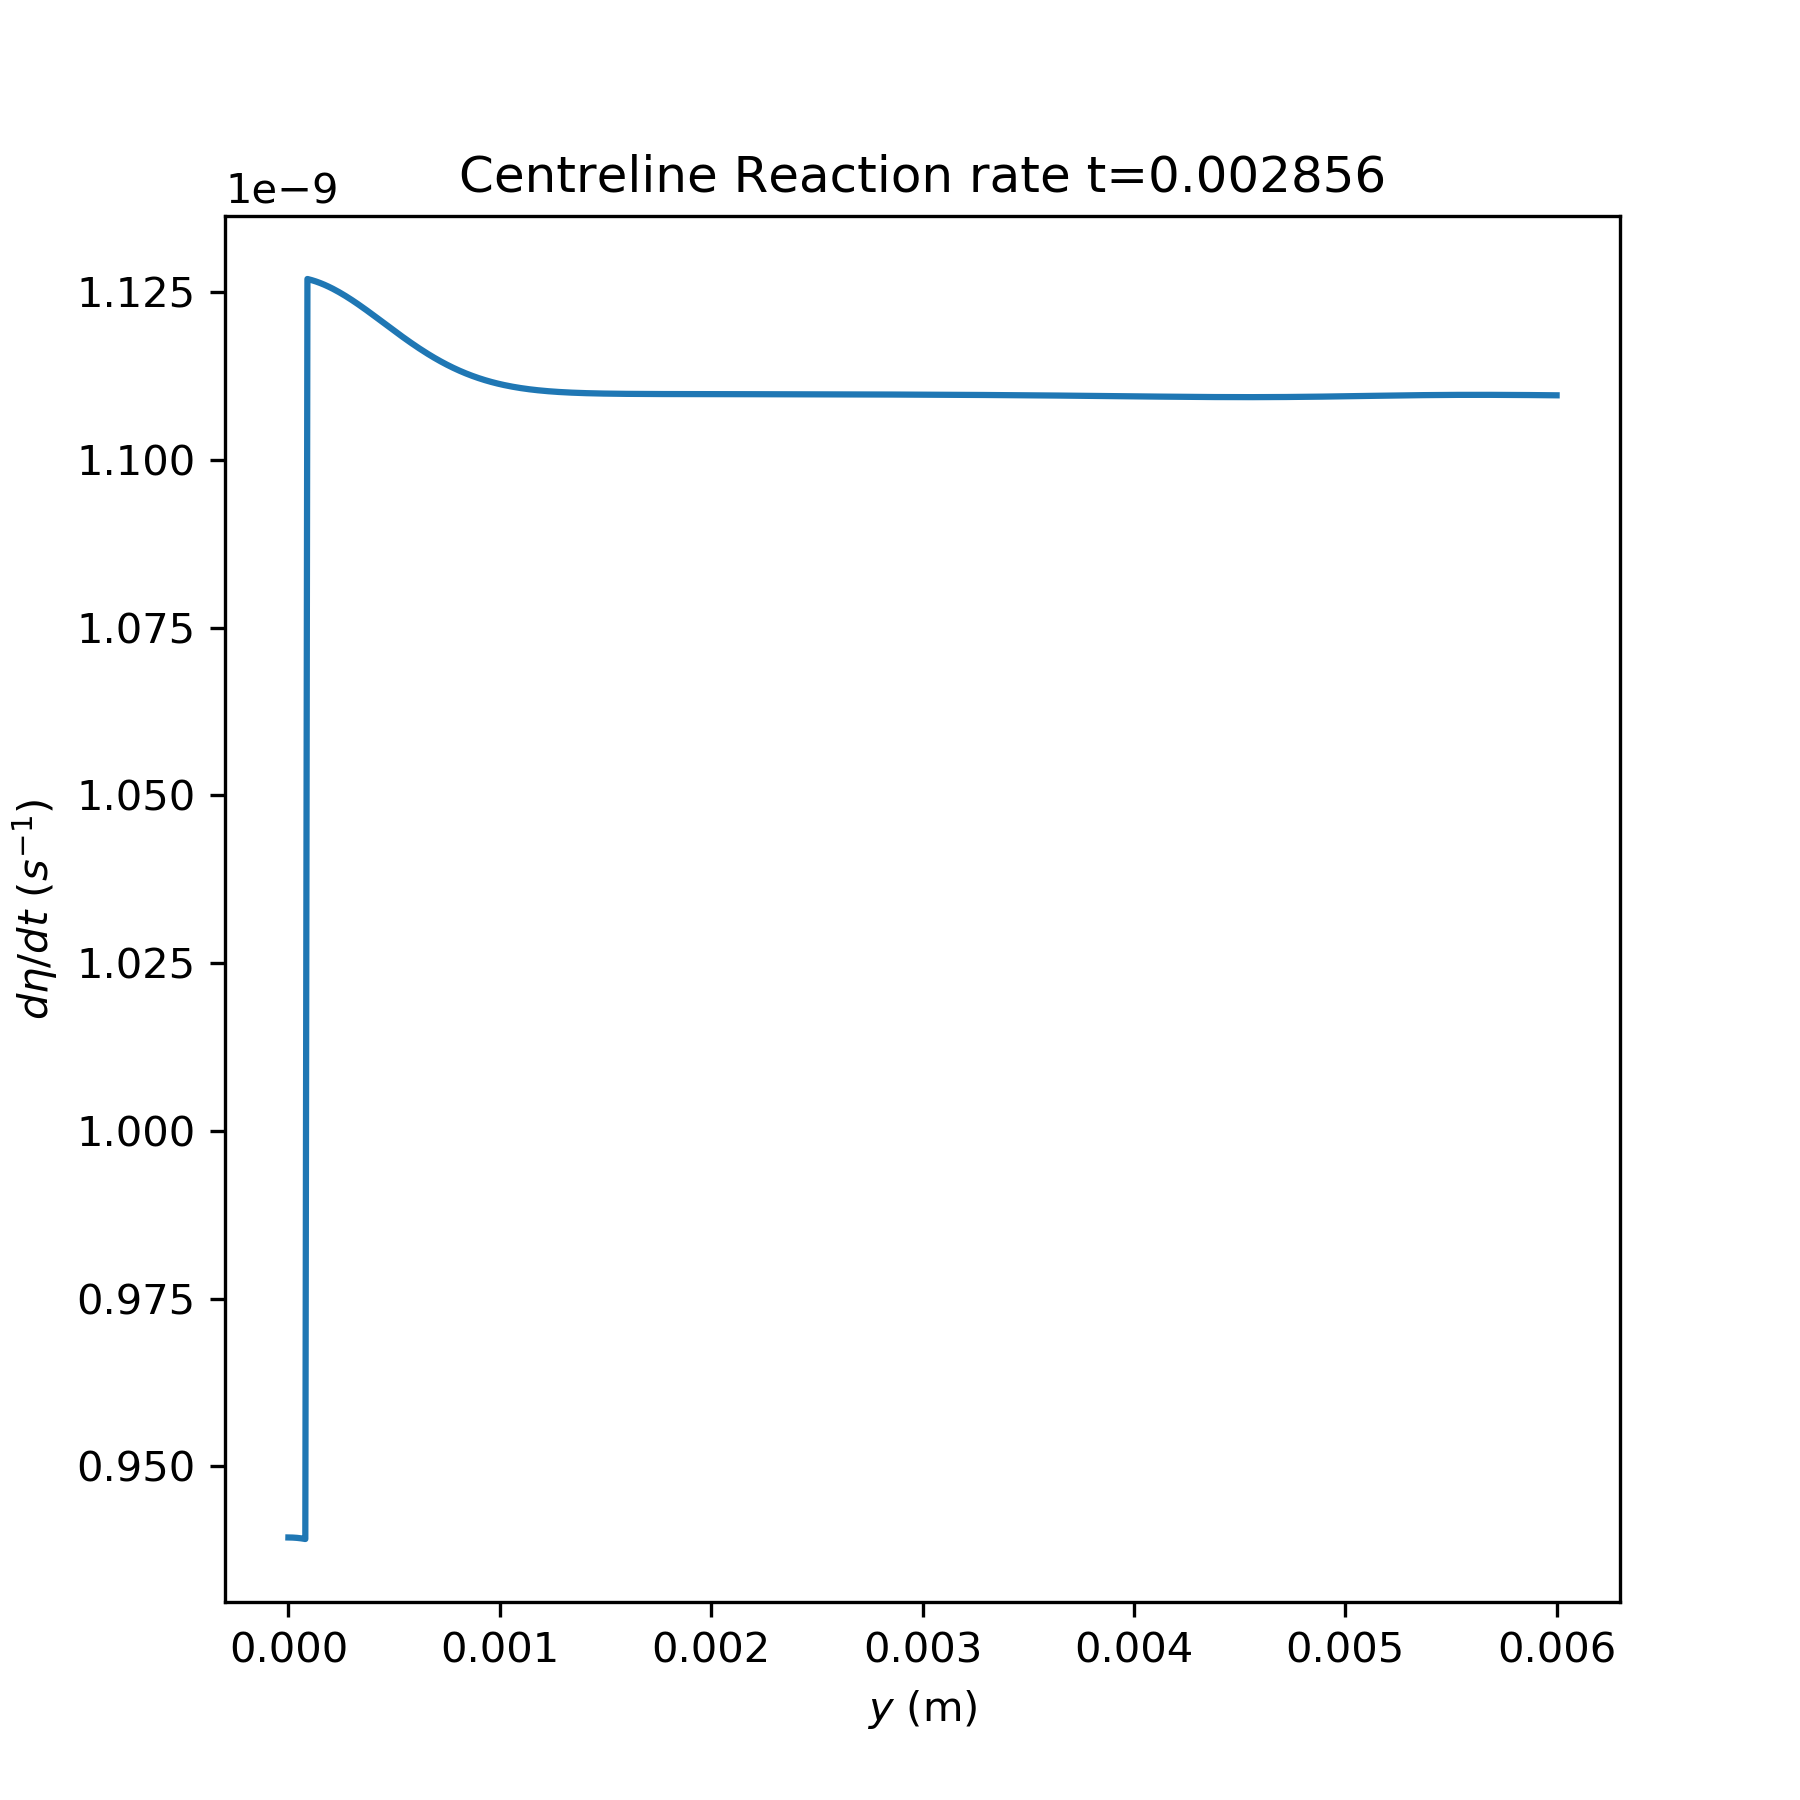 Centreline Reaction rate t=0.002856
1e−9
1.125
1.100
1.075
1.050
1.025
1.000
0.975
0.950
dη/dt (s⁻¹)
0.000 0.001 0.002 0.003 0.004 0.005 0.006
y (m)